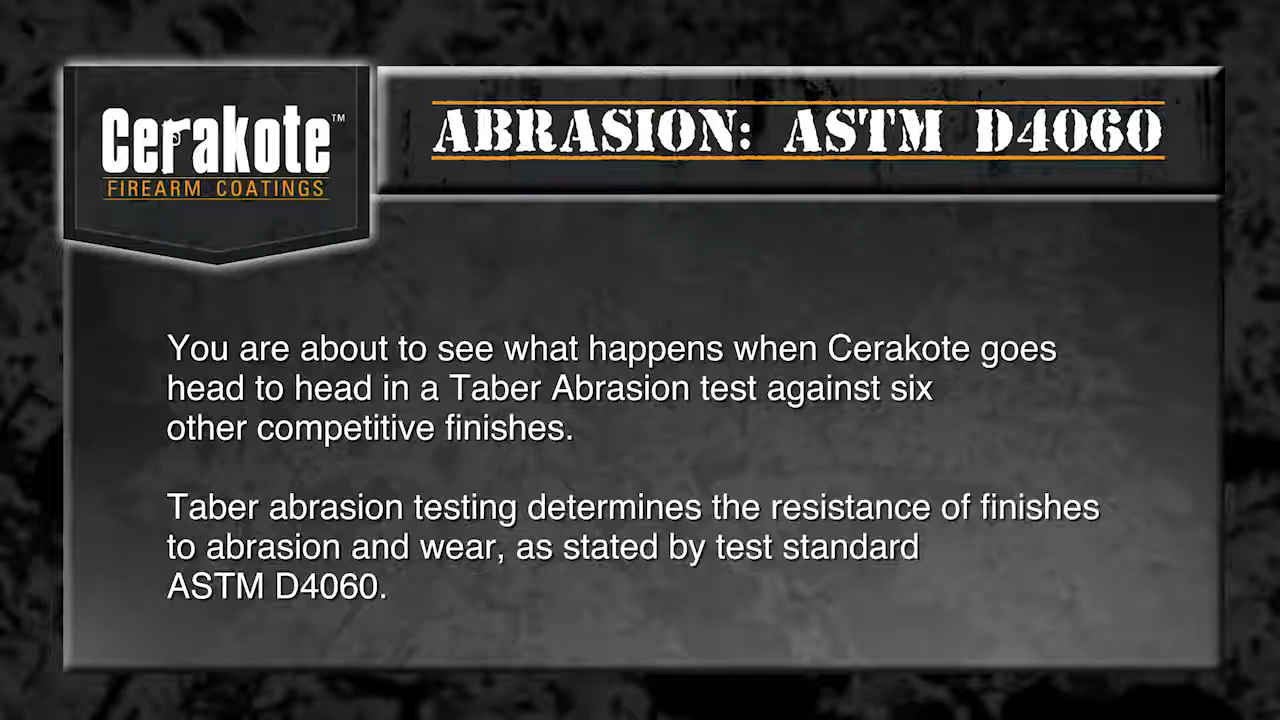 Cerakote™
FIREARM COATINGS
ABRASION: ASTM D4060
You are about to see what happens when Cerakote goes
head to head in a Taber Abrasion test against six
other competitive finishes.
Taber abrasion testing determines the resistance of finishes
to abrasion and wear, as stated by test standard
ASTM D4060.